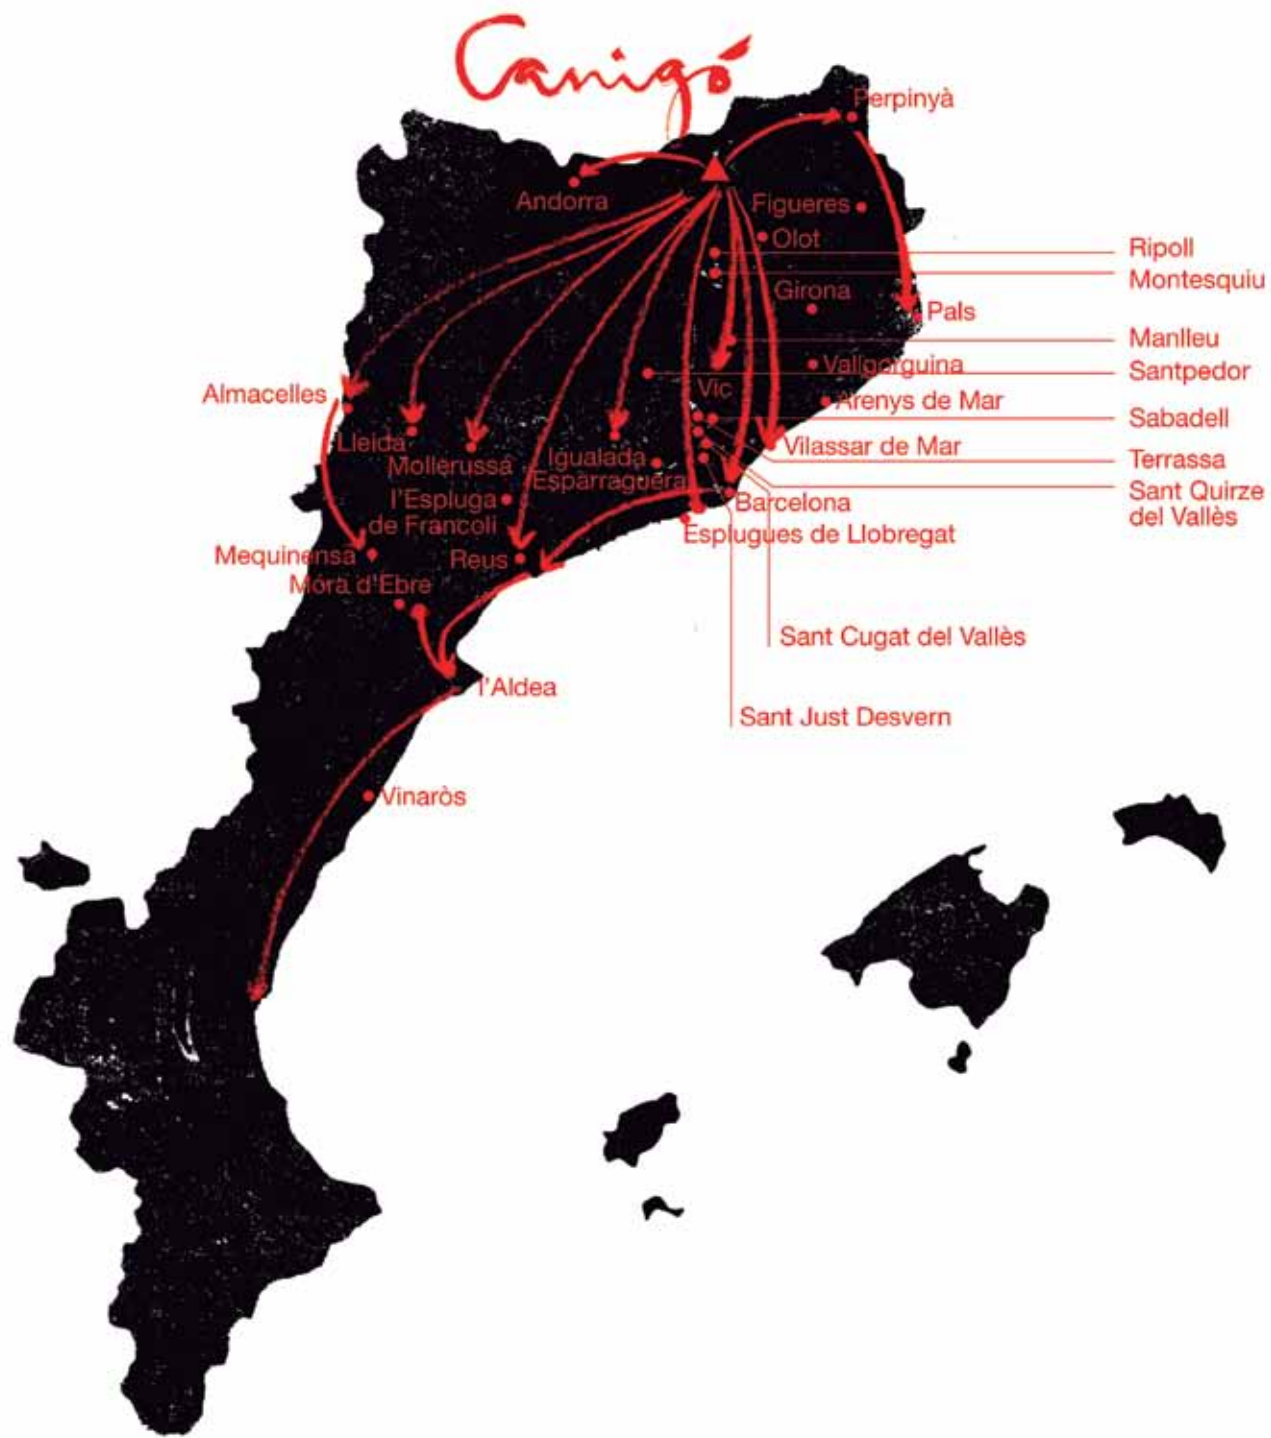 Canigó
Perpinyà
Andorra
Figueres
Olot
Ripoll
Montesquiu
Girona
Pals
Manlleu
Vallgorguina
Santpedor
Vic
Almacelles
Arenys de Mar
Sabadell
Lleida
Vilassar de Mar
Mollerussa
Igualada
Terrassa
Esparraguera
l'Espluga
de Francolí
Sant Quirze
del Vallès
Barcelona
Esplugues de Llobregat
Mequinensa
Reus
Móra d'Ebre
Sant Cugat del Vallès
l'Aldea
Sant Just Desvern
Vinaròs